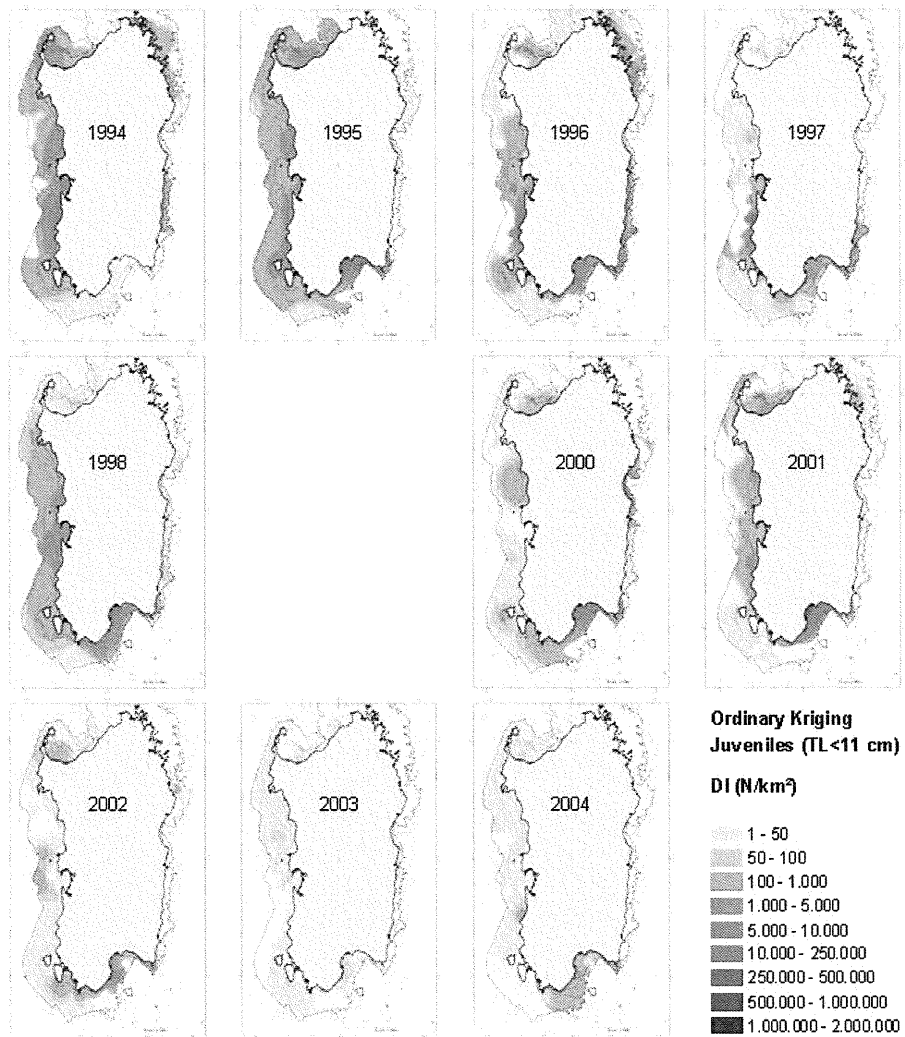 1994
1995
1996
1997
1998
2000
2001
2002
2003
2004
Ordinary Kriging
Juveniles (TL<11 cm)
DI (N/km²)
1 - 50
50 - 100
100 - 1.000
1.000 - 5.000
5.000 - 10.000
10.000 - 250.000
250.000 - 500.000
500.000 - 1.000.000
1.000.000 - 2.000.000